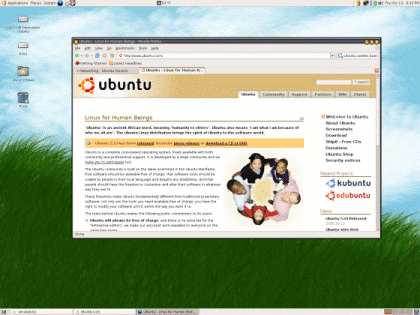 Applications Places System
Ubuntu - Linux for Human Beings - Mozilla Firefox
File Edit View Go Bookmarks Tools Help
http://www.ubuntu.com/
Getting Started Latest Headlines
Ubuntu - Linux for Human B...
ubuntu
Ubuntu Community Support Partners Wiki Planet
Linux for Human Beings
'Ubuntu' is an ancient African word, meaning 'humanity to others'. Ubuntu also means 'I am what I am because of
who we all are'. The Ubuntu Linux distribution brings the spirit of Ubuntu to the software world.
Ubuntu is a complete Linux-based operating system, freely available with both
community and professional support. It is developed by a large community and we
invite you to participate too!
The Ubuntu community is built on the ideas enshrined in the Ubuntu Manifesto:
that software should be available free of charge, that software tools should be
usable by people in their local language and despite any disabilities, and that
people should have the freedom to customise and alter their software in whatever
way they see fit.
These freedoms make Ubuntu fundamentally different from traditional proprietary
software: not only are the tools you need available free of charge, you have the
right to modify your software until it works the way you want it to.
The team behind Ubuntu makes the following public commitment to its users:
Ubuntu will always be free of charge, and there is no extra fee for the
"enterprise edition", we make our very best work available to everyone on the
Welcome to Ubuntu
About Ubuntu
Screenshots
Download
ShipIt - Free CDs
Donations
Ubuntu Shop
Security notices
Related Projects
kubuntu
edubuntu
News
Ubuntu 5.10 Released
Done
Ubuntu - Linux for Human Bein...